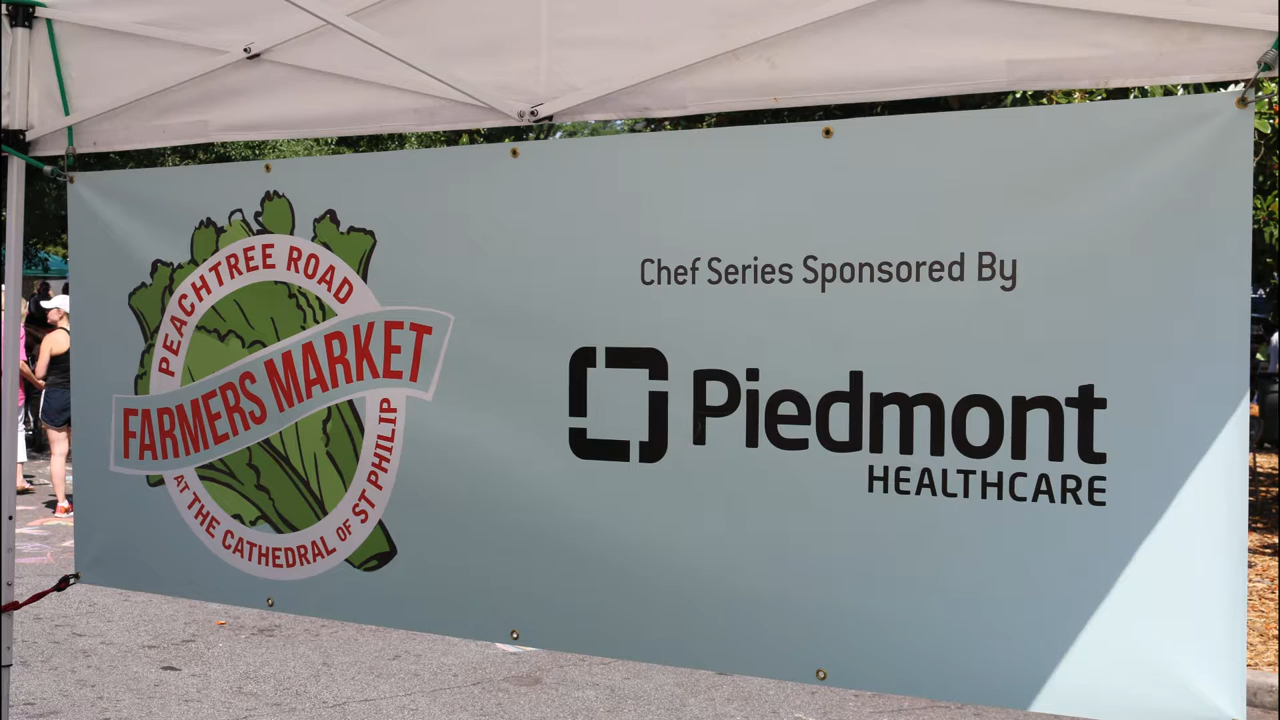 PEACHTREE ROAD
FARMERS MARKET
AT THE CATHEDRAL OF ST PHILIP
Chef Series Sponsored By
Piedmont
HEALTHCARE